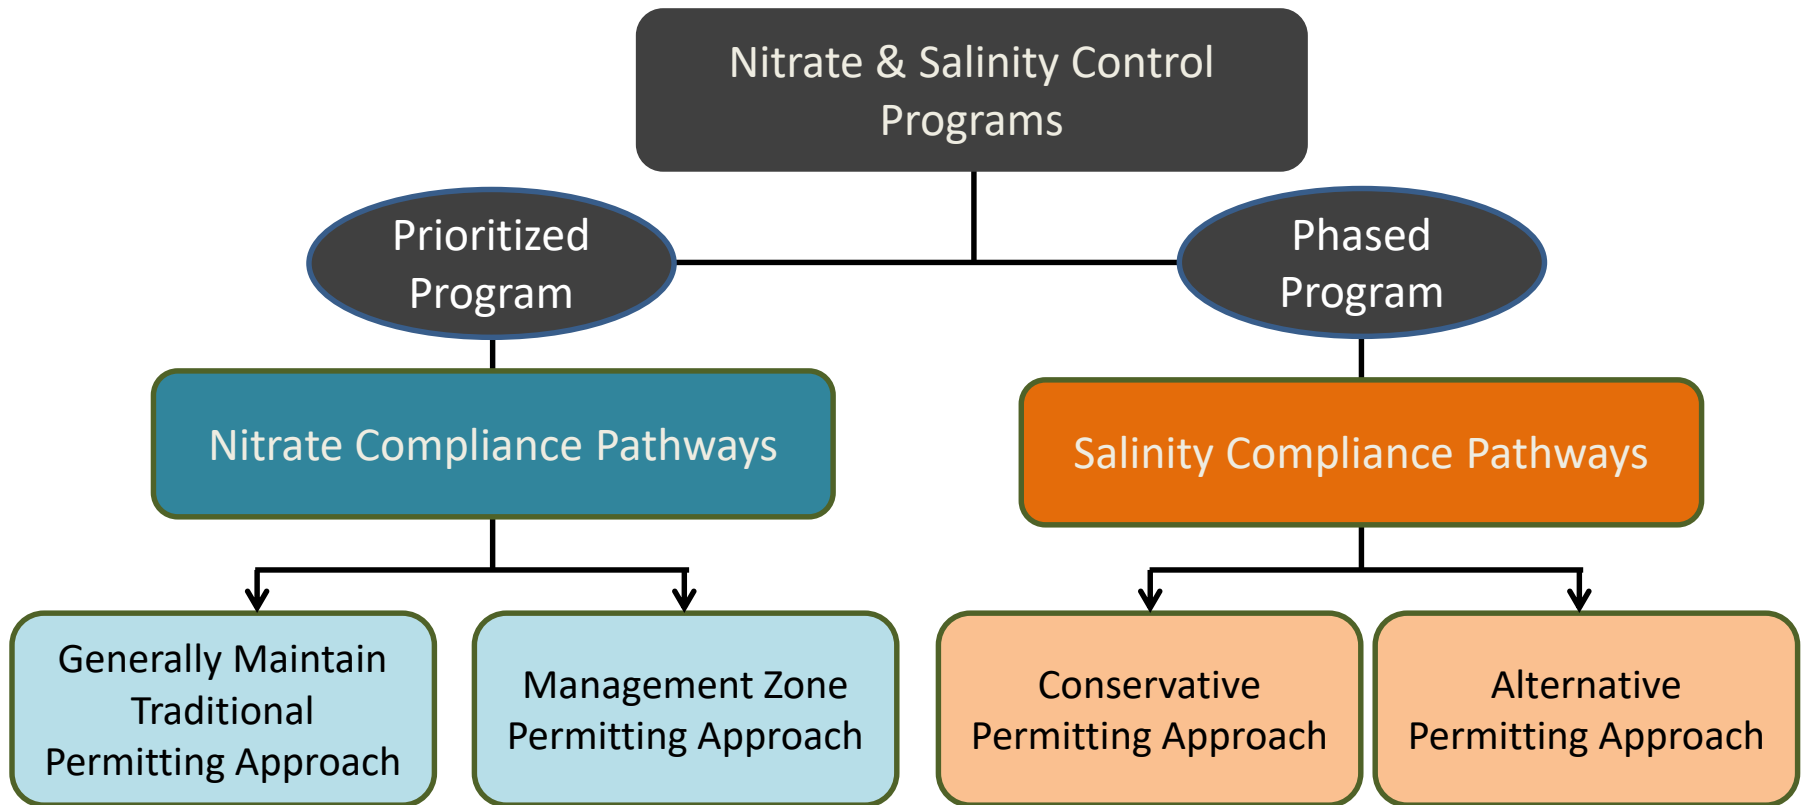 Nitrate & Salinity Control
Programs
Prioritized
Program
Phased
Program
Nitrate Compliance Pathways
Salinity Compliance Pathways
Generally Maintain
Traditional
Permitting Approach
Management Zone
Permitting Approach
Conservative
Permitting Approach
Alternative
Permitting Approach